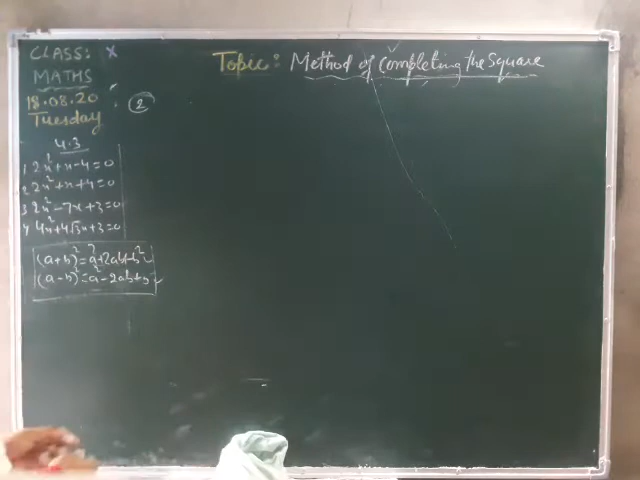 CLASS: X
MATHS
18.08.20
Tuesday
Topic: Method of Completing the Square
2
4.3
1 2x²+x-4=0
2 2x²+x+4=0
3 2x²-7x+3=0
4 4x²+4√3x+3=0
(a+b)²=a²+2ab+b²
(a-b)²=a²-2ab+b²